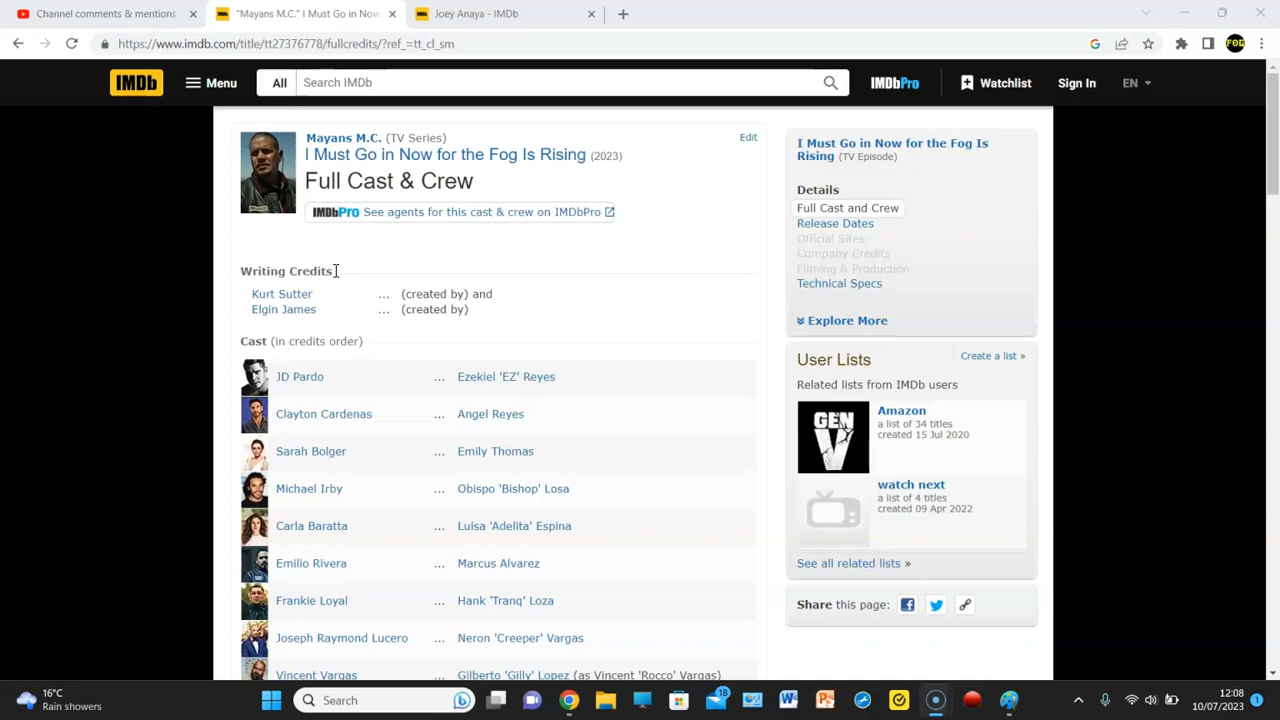 Channel comments & mentions
"Mayans M.C." I Must Go in Now
Joey Anaya - IMDb
https://www.imdb.com/title/tt27376778/fullcredits/?ref_=tt_cl_sm
FOG
IMDb
Menu
All
Search IMDb
IMDbPro
Watchlist
Sign In
EN
Mayans M.C. (TV Series)
Edit
I Must Go in Now for the Fog Is Rising (2023)
Full Cast & Crew
IMDbPro See agents for this cast & crew on IMDbPro
Writing Credits
Kurt Sutter ... (created by) and
Elgin James ... (created by)
Cast (in credits order)
JD Pardo ... Ezekiel 'EZ' Reyes
Clayton Cardenas ... Angel Reyes
Sarah Bolger ... Emily Thomas
Michael Irby ... Obispo 'Bishop' Losa
Carla Baratta ... Luisa 'Adelita' Espina
Emilio Rivera ... Marcus Alvarez
Frankie Loyal ... Hank 'Tranq' Loza
Joseph Raymond Lucero ... Neron 'Creeper' Vargas
Vincent Vargas ... Gilberto 'Gilly' Lopez (as Vincent 'Rocco' Vargas)
I Must Go in Now for the Fog Is
Rising (TV Episode)
Details
Full Cast and Crew
Release Dates
Official Sites
Company Credits
Filming & Production
Technical Specs
Explore More
User Lists
Create a list »
Related lists from IMDb users
GEN V
Amazon
a list of 34 titles
created 15 Jul 2020
watch next
a list of 4 titles
created 09 Apr 2022
See all related lists »
Share this page:
16°C
Rain showers
Search
18
12:08
10/07/2023
1